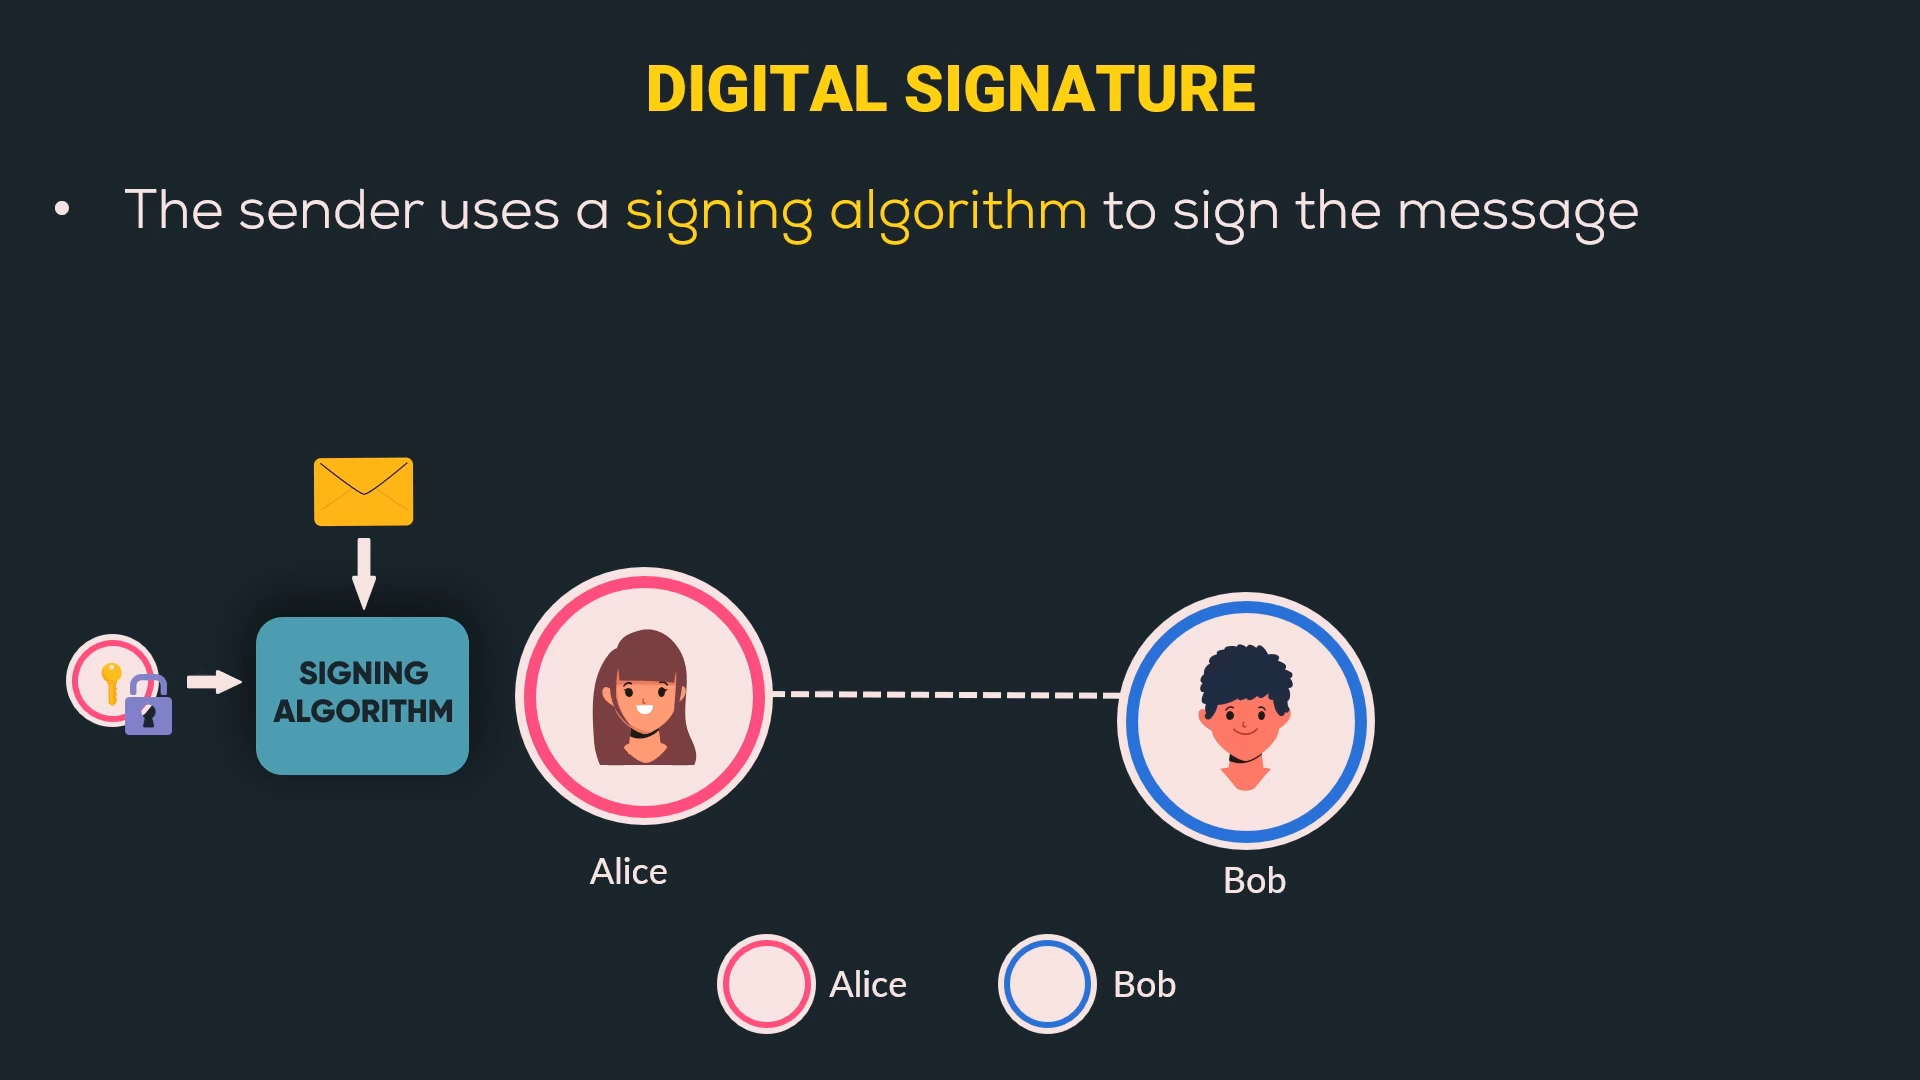 DIGITAL SIGNATURE
• The sender uses a signing algorithm to sign the message
SIGNING
ALGORITHM
Alice
Bob
Alice
Bob